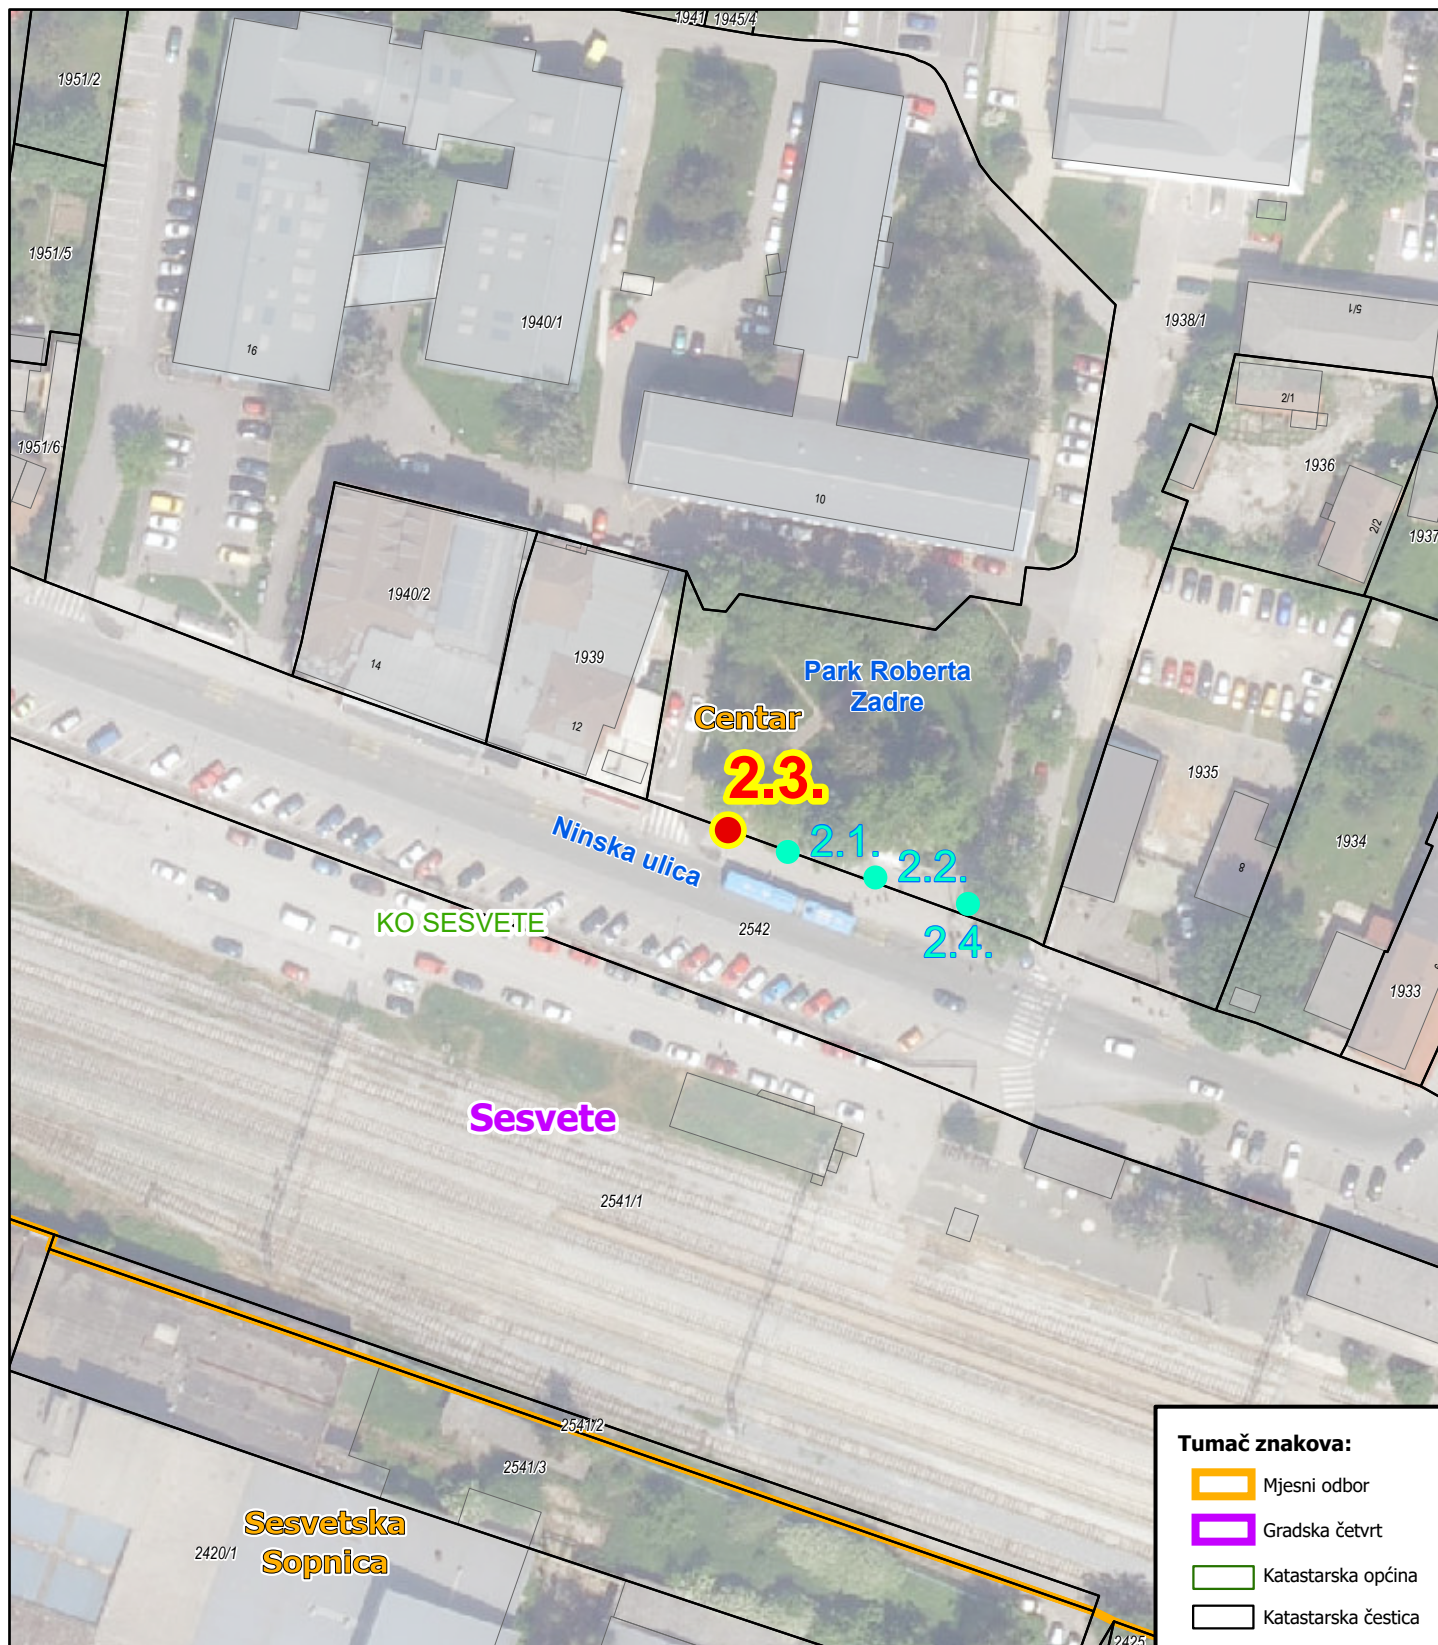 1941
1945/4
1951/2
1951/5
1940/1
16
1938/1
5/1
2/1
1951/6
1936
10
2/2
1937
1940/2
14
1939
12
Park Roberta
Zadre
Centar
2.3.
1935
Ninska ulica
2.1.
2.2.
8
1934
KO SESVETE
2542
2.4.
1933
Sesvete
2541/1
2541/2
2541/3
Sesvetska
Sopnica
2420/1
2425
Tumač znakova:
Mjesni odbor
Gradska četvrt
Katastarska općina
Katastarska čestica